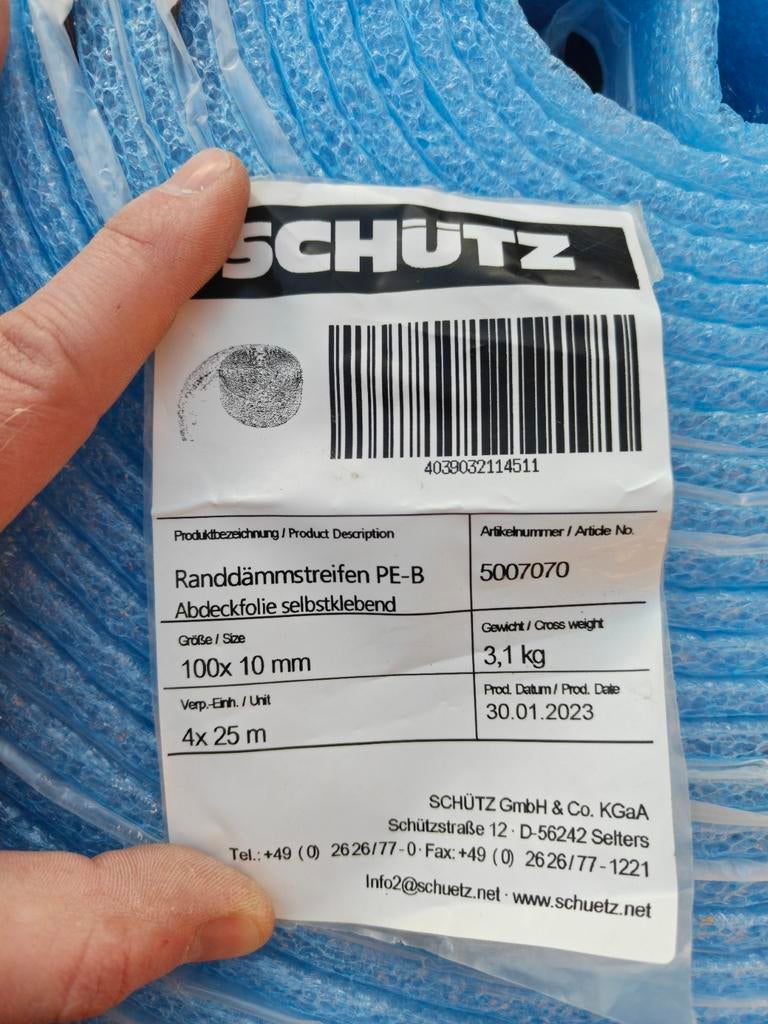 SCHÜTZ
4039032114511
Produktbezeichnung / Product Description
Randdämmstreifen PE-B
Abdeckfolie selbstklebend
Artikelnummer / Article No.
5007070
Größe / Size
100x 10 mm
Gewicht / Cross weight
3,1 kg
Verp.-Einh. / Unit
4x 25 m
Prod. Datum / Prod. Date
30.01.2023
SCHÜTZ GmbH & Co. KGaA
Schützstraße 12 · D-56242 Selters
Tel.: +49 (0) 2626/77-0 · Fax: +49 (0) 2626/77-1221
Info2@schuetz.net · www.schuetz.net